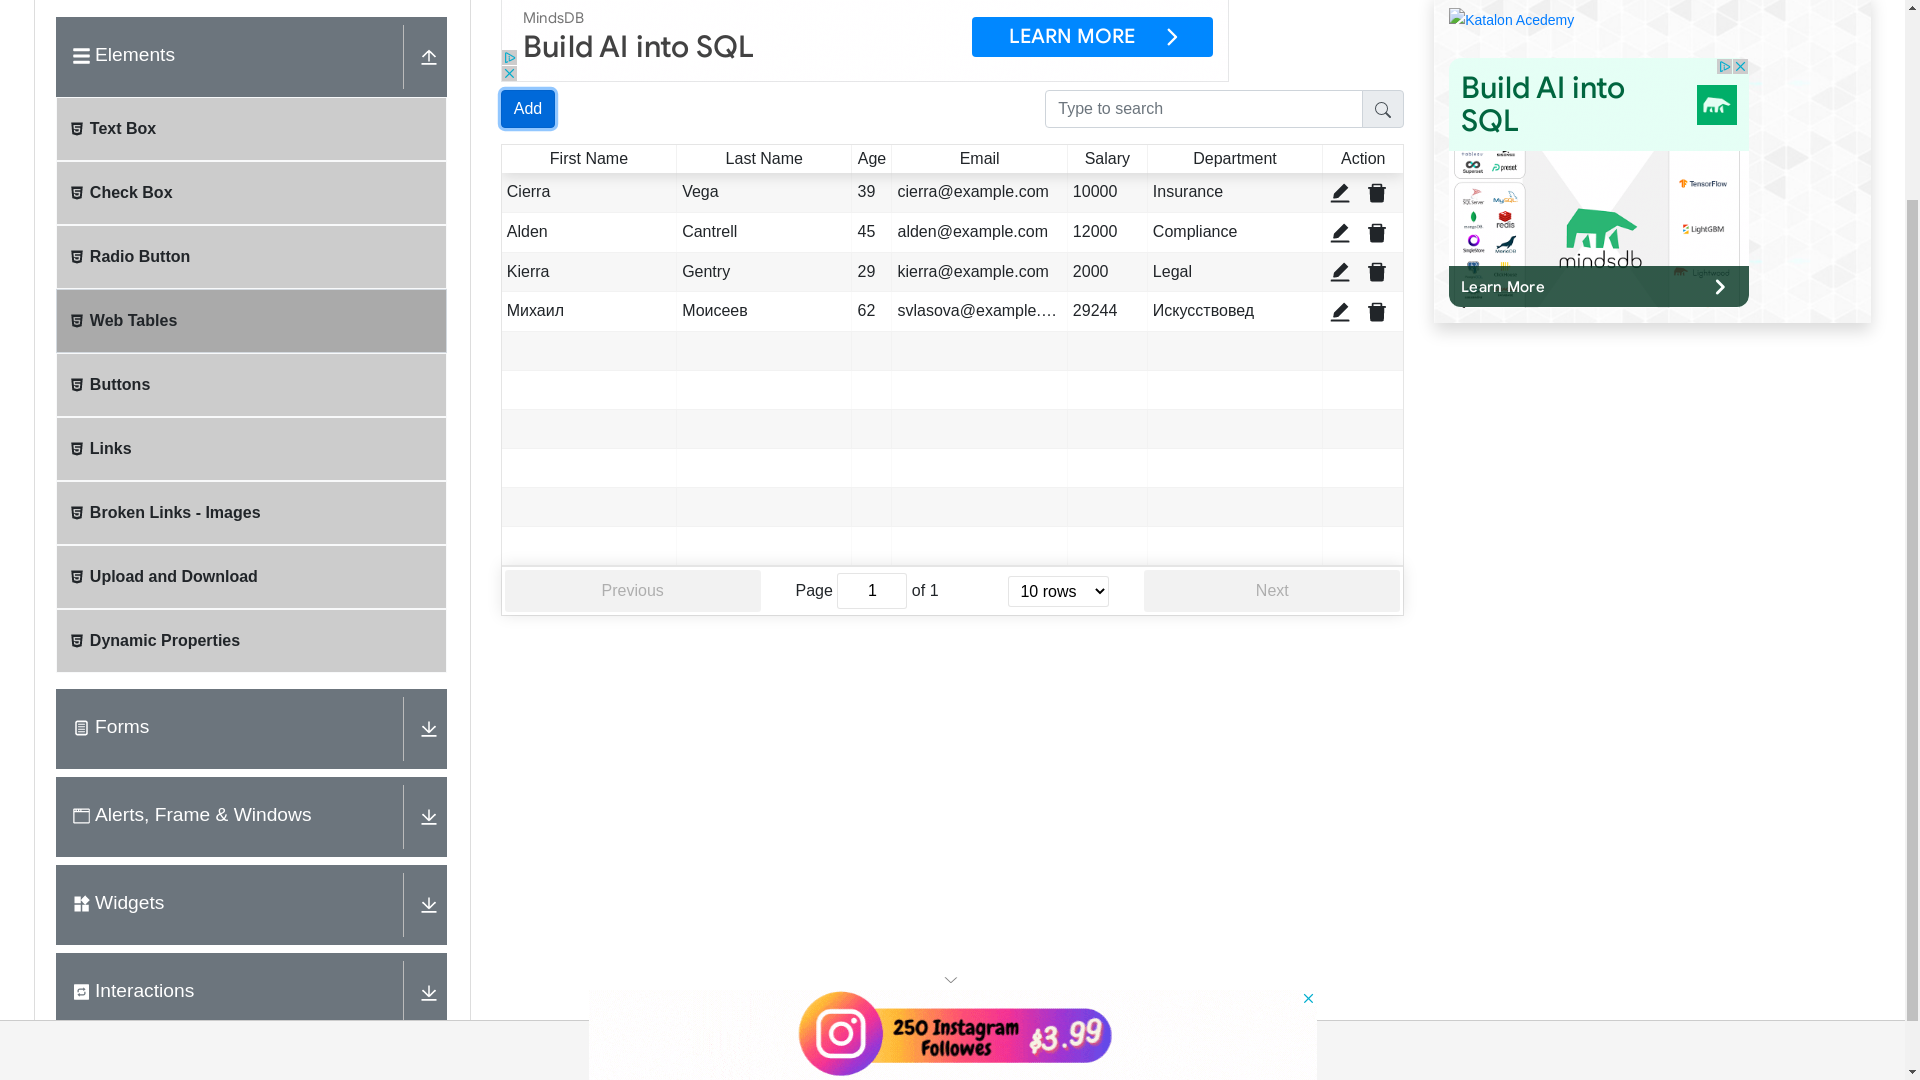 Elements
Text Box
Check Box
Radio Button
Web Tables
Buttons
Links
Broken Links - Images
Upload and Download
Dynamic Properties
Forms
Alerts, Frame & Windows
Widgets
Interactions
MindsDB
Build AI into SQL
LEARN MORE
Add
Type to search
First Name Last Name Age Email Salary Department Action
Cierra Vega 39 cierra@example.com 10000 Insurance
Alden Cantrell 45 alden@example.com 12000 Compliance
Kierra Gentry 29 kierra@example.com 2000 Legal
Михаил Моисеев 62 svlasova@example.… 29244 Искусствовед
Previous Page 1 of 1 10 rows Next
Katalon Acedemy
Build AI into
SQL
preset
TensorFlow
MySQL
redis
LightGBM
mindsdb
Lightwood
Learn More
250 Instagram
Followes
$3.99